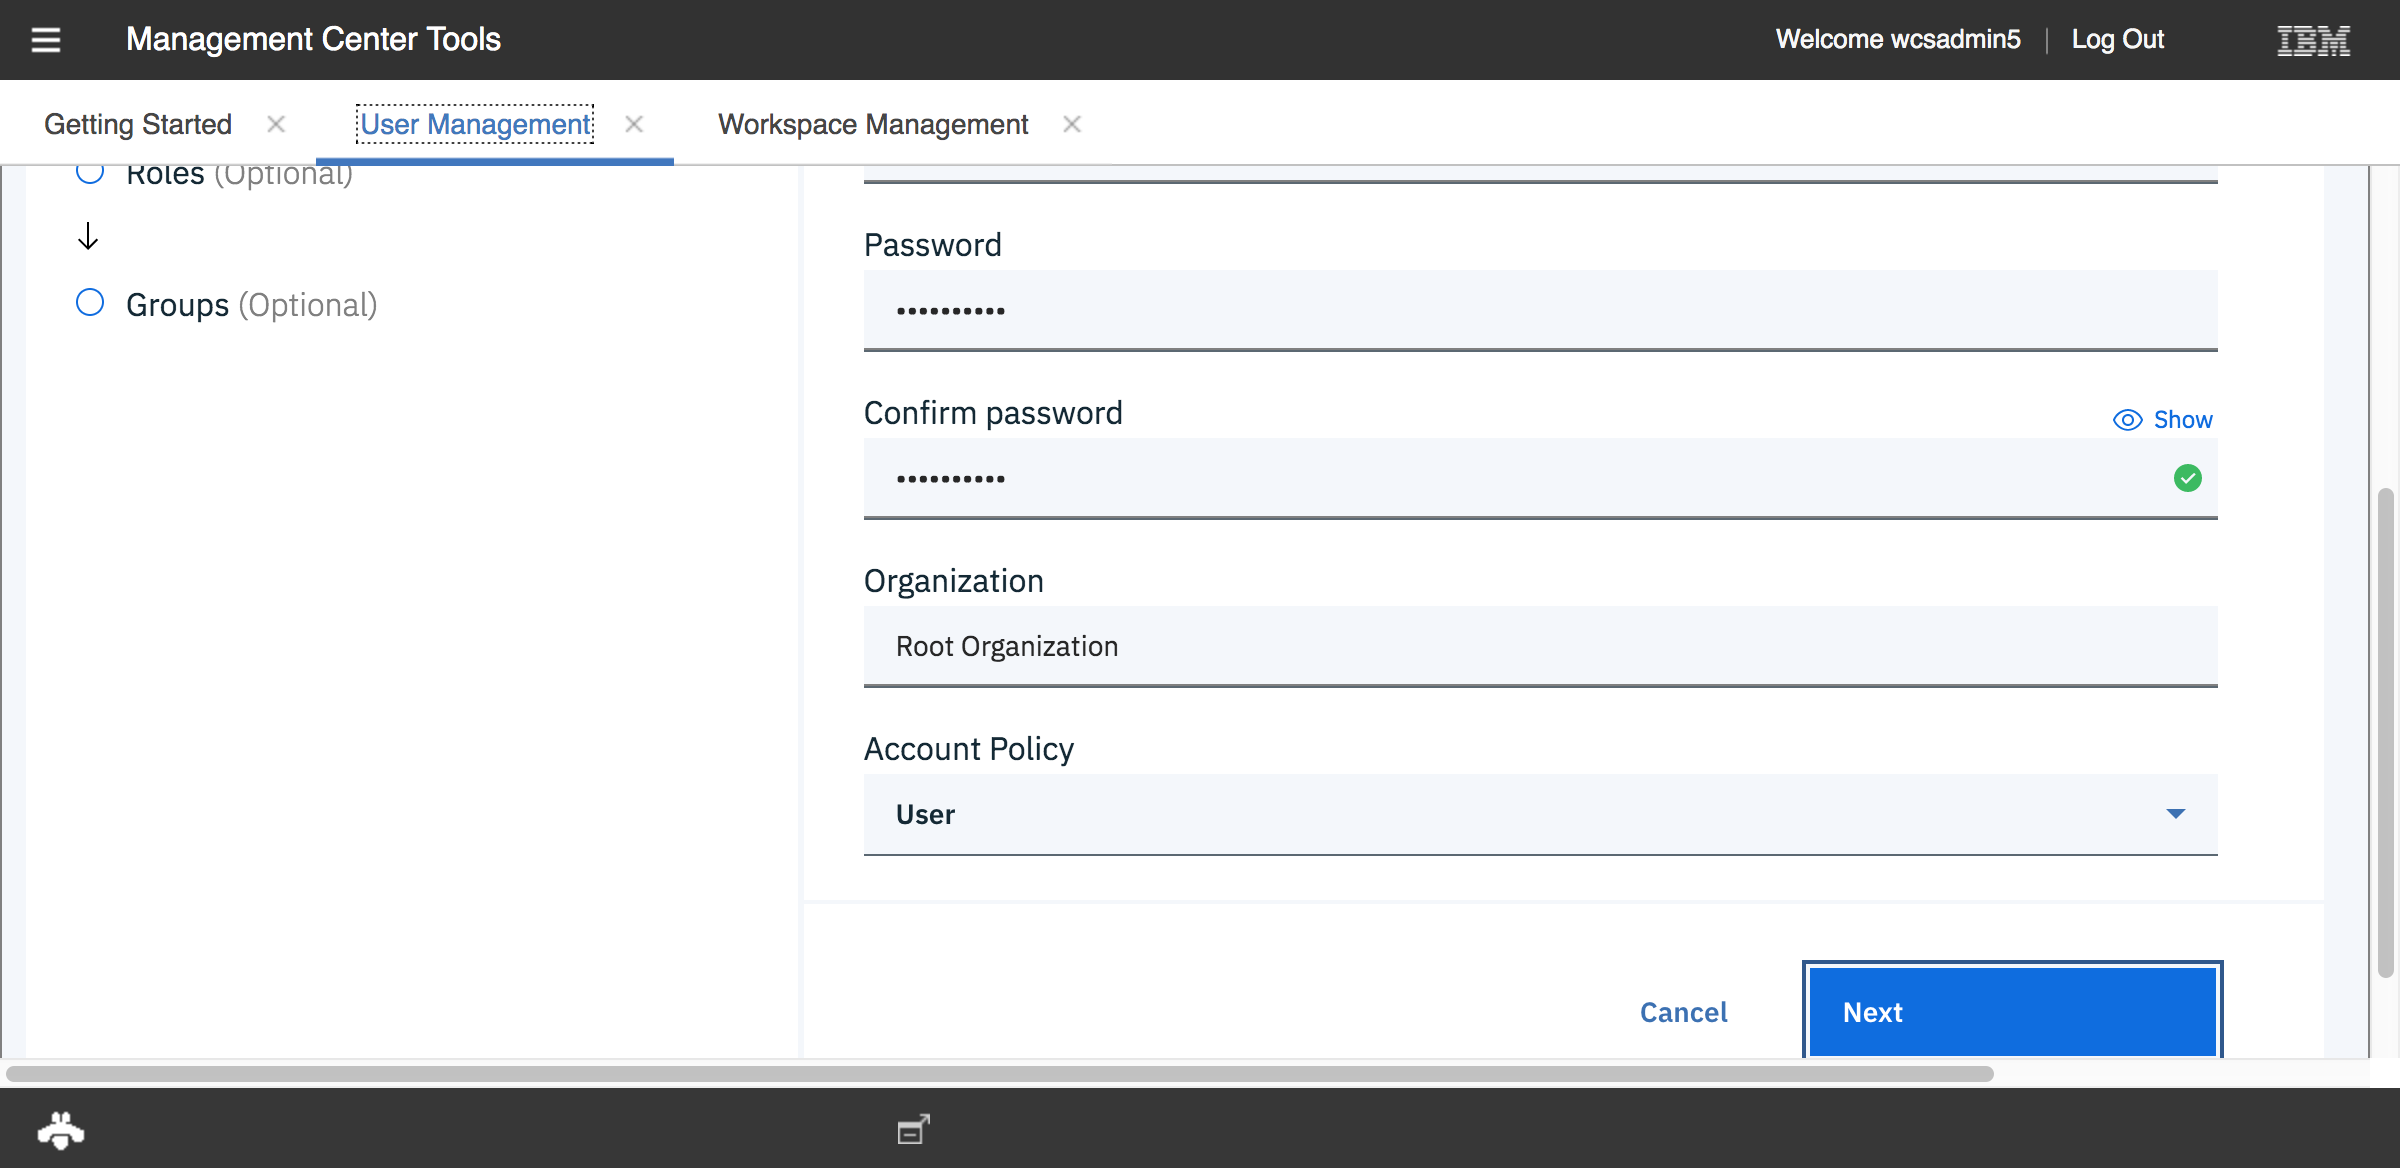 Management Center Tools
Welcome wcsadmin5 | Log Out
IBM
Getting Started
User Management
Workspace Management
Roles (Optional)
Groups (Optional)
Password
••••••••••
Confirm password
Show
••••••••••
Organization
Root Organization
Account Policy
User
Cancel
Next